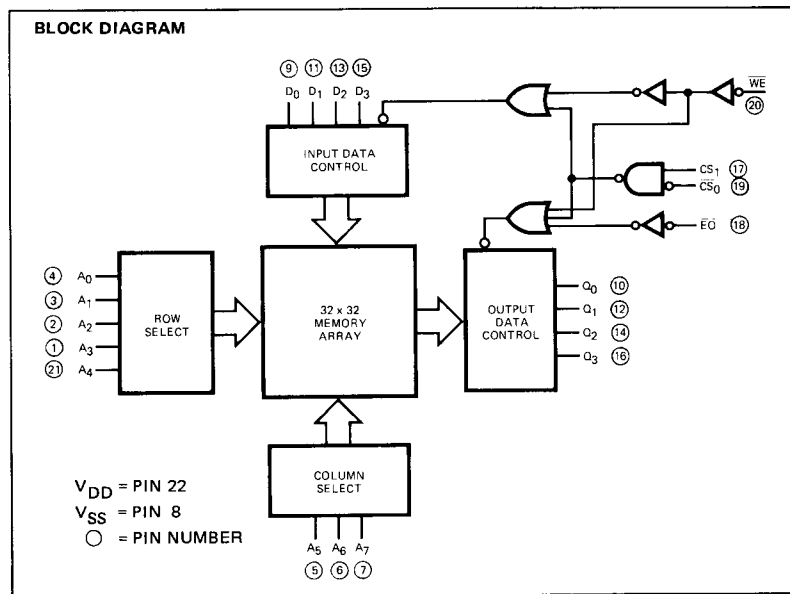 BLOCK DIAGRAM
9 11 13 15
D0 D1 D2 D3
INPUT DATA
CONTROL
W̅E̅
20
CS1 17
C̅S̅0 19
E̅O̅ 18
4 A0
3 A1
2 A2
1 A3
21 A4
ROW
SELECT
32 x 32
MEMORY
ARRAY
OUTPUT
DATA
CONTROL
Q0 10
Q1 12
Q2 14
Q3 16
COLUMN
SELECT
A5 A6 A7
5 6 7
VDD = PIN 22
VSS = PIN 8
○ = PIN NUMBER